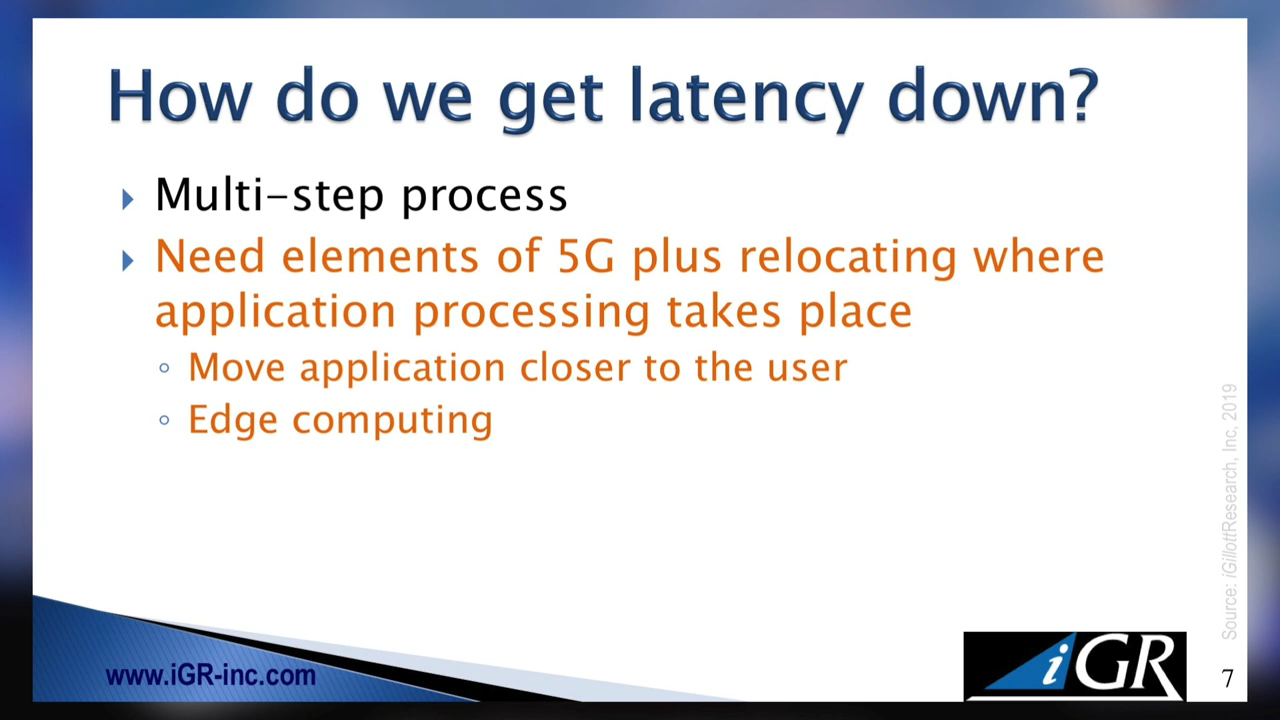 How do we get latency down?
Multi-step process
Need elements of 5G plus relocating where
application processing takes place
Move application closer to the user
Edge computing
Source: iGillottResearch, Inc, 2019
www.iGR-inc.com
iGR
7